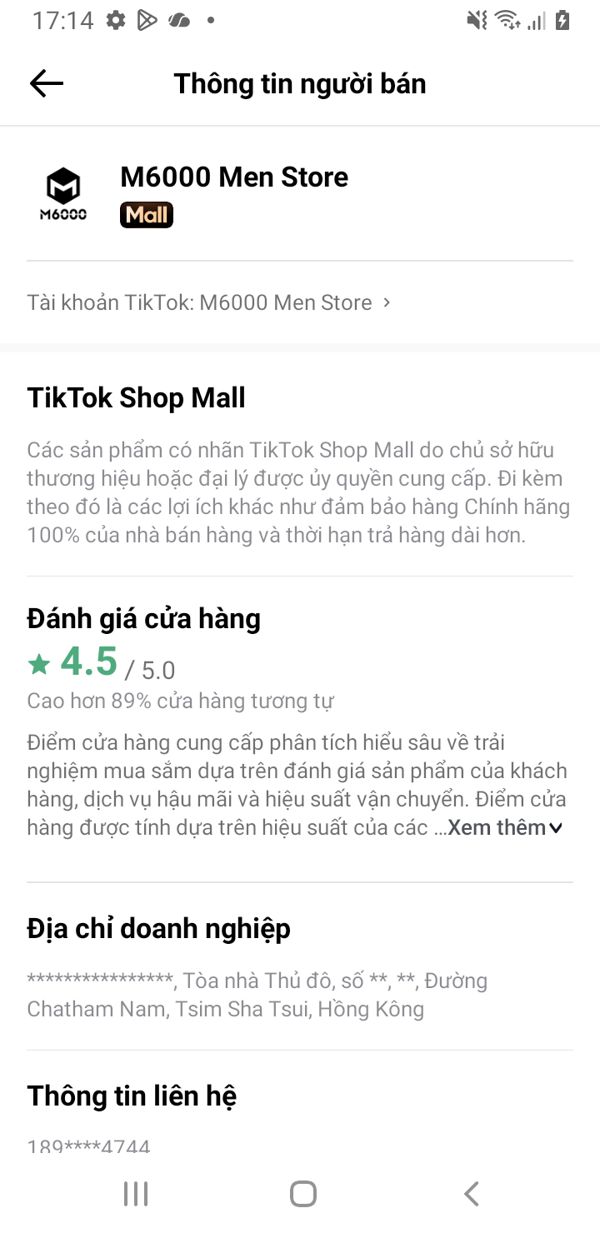 17:14
Thông tin người bán
M6000 Men Store
M6000
Mall
Tài khoản TikTok: M6000 Men Store >
TikTok Shop Mall
Các sản phẩm có nhãn TikTok Shop Mall do chủ sở hữu
thương hiệu hoặc đại lý được ủy quyền cung cấp. Đi kèm
theo đó là các lợi ích khác như đảm bảo hàng Chính hãng
100% của nhà bán hàng và thời hạn trả hàng dài hơn.
Đánh giá cửa hàng
4.5 / 5.0
Cao hơn 89% cửa hàng tương tự
Điểm cửa hàng cung cấp phân tích hiểu sâu về trải
nghiệm mua sắm dựa trên đánh giá sản phẩm của khách
hàng, dịch vụ hậu mãi và hiệu suất vận chuyển. Điểm cửa
hàng được tính dựa trên hiệu suất của các ...Xem thêm
Địa chỉ doanh nghiệp
****************, Tòa nhà Thủ đô, số **, **, Đường
Chatham Nam, Tsim Sha Tsui, Hồng Kông
Thông tin liên hệ
189****4744